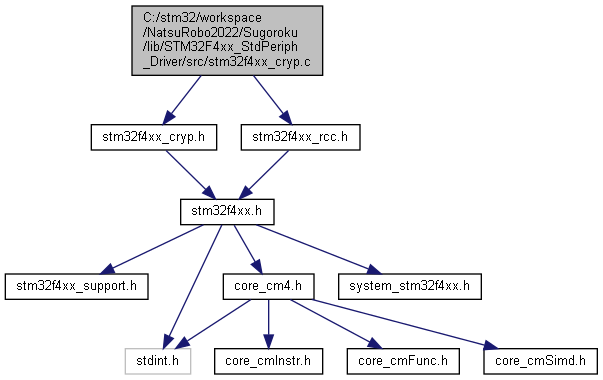 C:/stm32/workspace
/NatsuRobo2022/Sugoroku
/lib/STM32F4xx_StdPeriph
_Driver/src/stm32f4xx_cryp.c
stm32f4xx_cryp.h
stm32f4xx_rcc.h
stm32f4xx.h
stm32f4xx_support.h
core_cm4.h
system_stm32f4xx.h
stdint.h
core_cmInstr.h
core_cmFunc.h
core_cmSimd.h